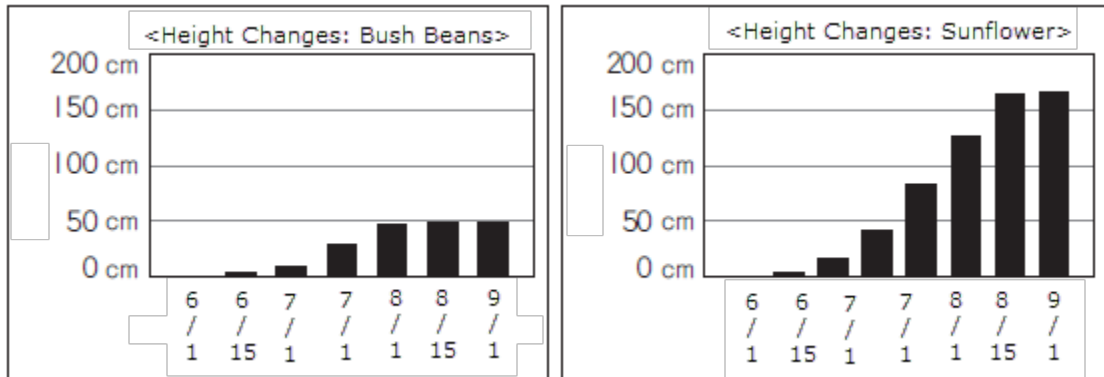 <Height Changes: Bush Beans>
200 cm
150 cm
100 cm
50 cm
0 cm
6/1 6/15 7/1 7/1 8/1 8/15 9/1
<Height Changes: Sunflower>
200 cm
150 cm
100 cm
50 cm
0 cm
6/1 6/15 7/1 7/1 8/1 8/15 9/1